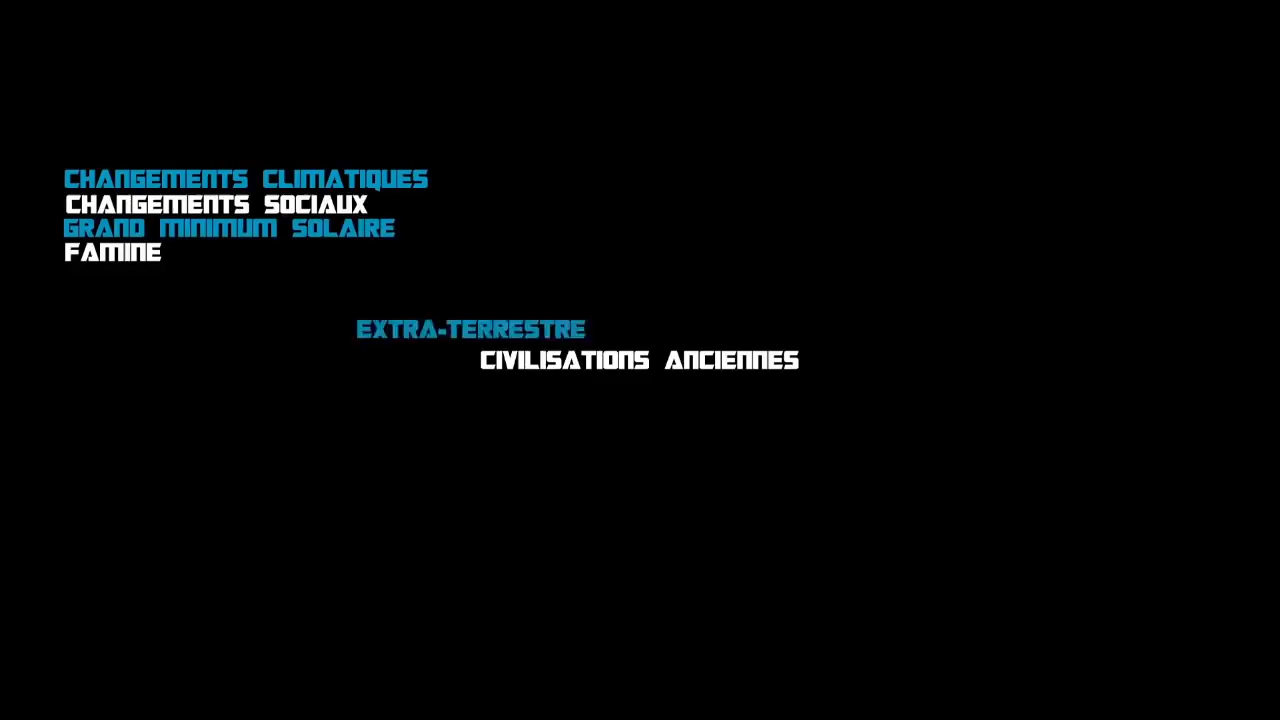 CHANGEMENTS CLIMATIQUES
CHANGEMENTS SOCIAUX
GRAND MINIMUM SOLAIRE
FAMINE
EXTRA-TERRESTRE
CIVILISATIONS ANCIENNES